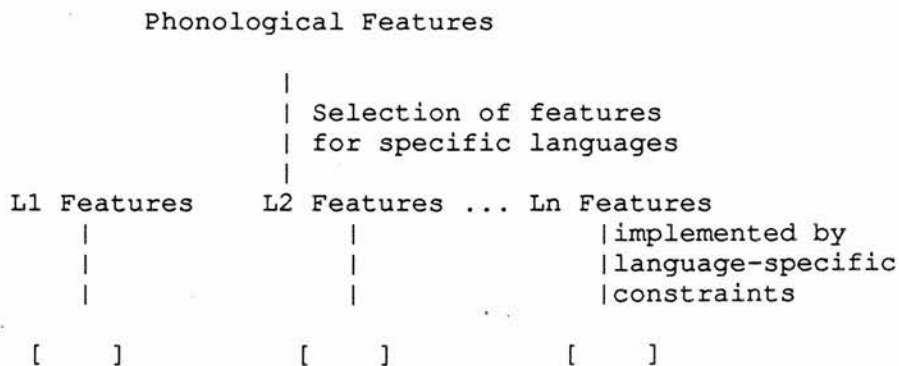 Phonological Features
|
| Selection of features
| for specific languages
|
L1 Features L2 Features ... Ln Features
| | |implemented by
| | |language-specific
| | |constraints
[ ] [ ] [ ]